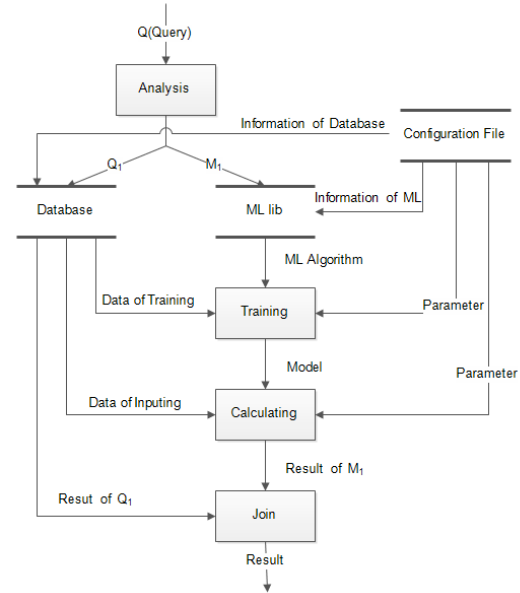 Q(Query)
Analysis
Information of Database
Configuration File
Q1
M1
Information of ML
Database
ML lib
ML Algorithm
Data of Training
Training
Parameter
Model
Parameter
Data of Inputing
Calculating
Result of M1
Resut of Q1
Join
Result